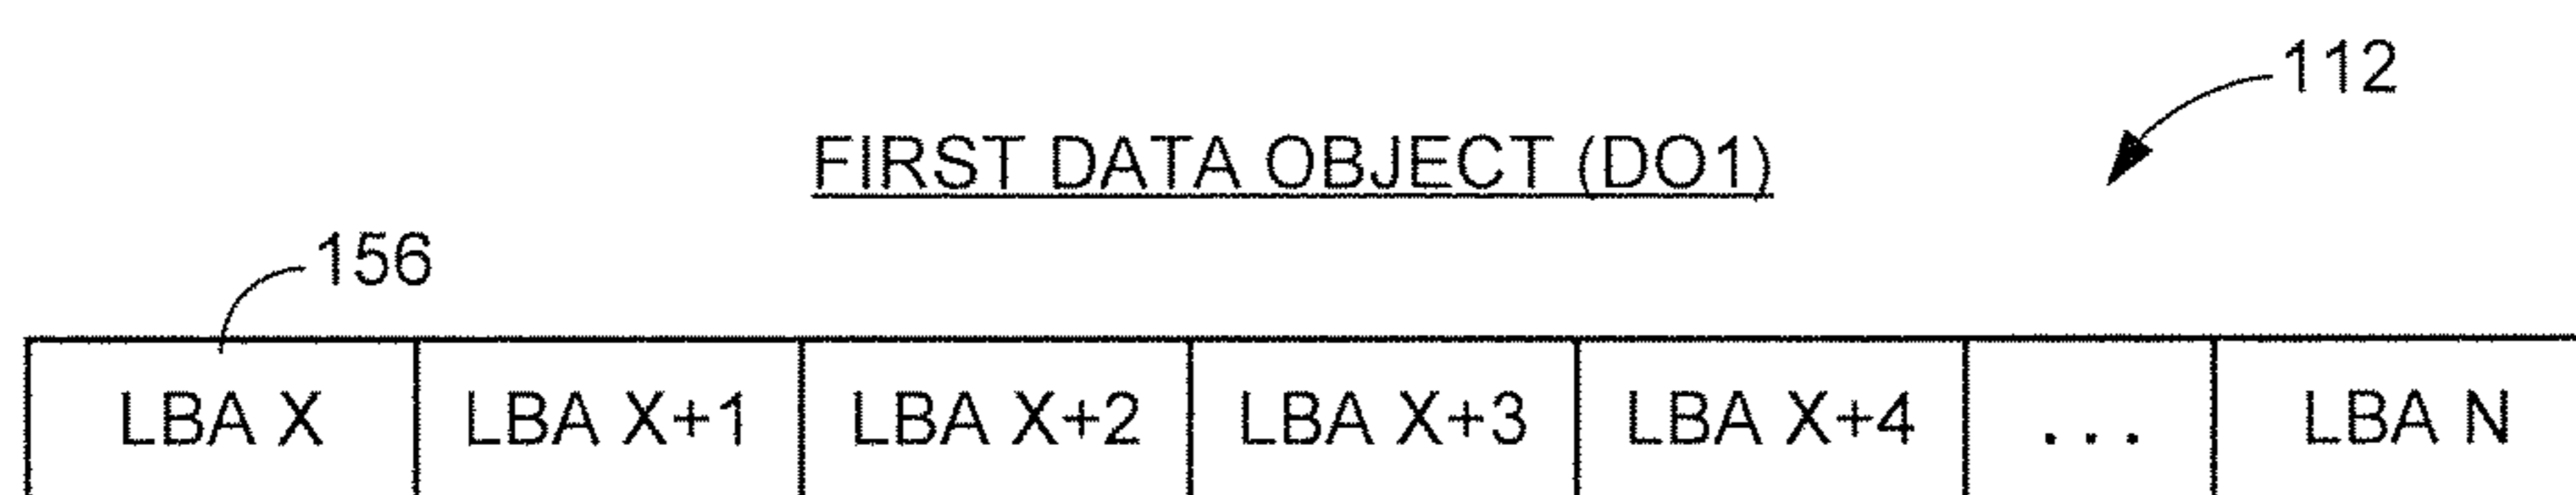 112
FIRST DATA OBJECT (DO1)
156
LBA X LBA X+1 LBA X+2 LBA X+3 LBA X+4 ... LBA N